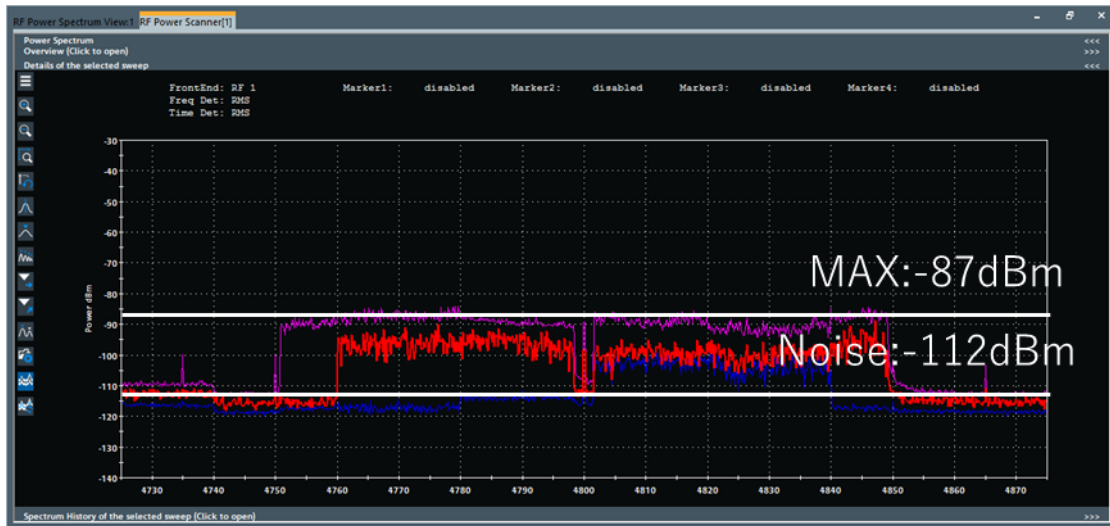 RF Power Spectrum View:1 RF Power Scanner[1]
Power Spectrum <<<
Overview (Click to open) >>>
Details of the selected sweep <<<
FrontEnd: RF 1 Marker1: disabled Marker2: disabled Marker3: disabled Marker4: disabled
Freq Det: RMS
Time Det: RMS
-30
-40
-50
-60
-70
MAX:-87dBm
-80
Power dBm
-90
-100
Noise:-112dBm
-110
-120
-130
-140
4730 4740 4750 4760 4770 4780 4790 4800 4810 4820 4830 4840 4850 4860 4870
Spectrum History of the selected sweep (Click to open) >>>